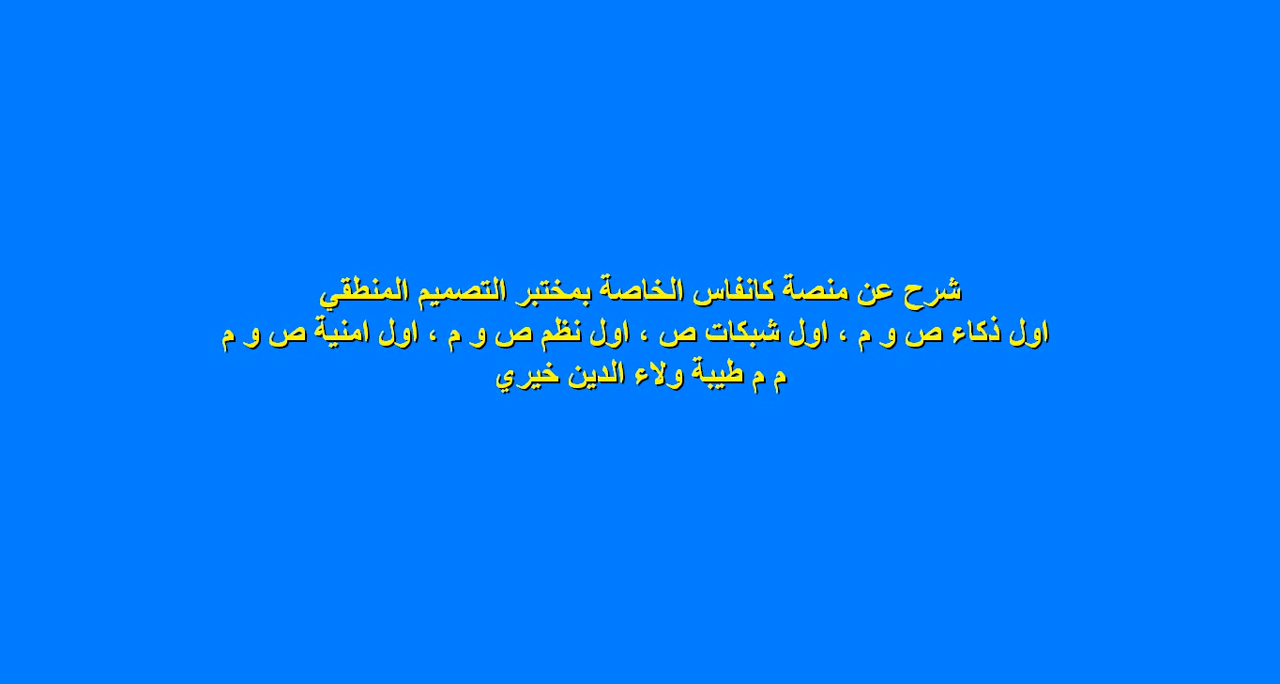 شرح عن منصة كانفاس الخاصة بمختبر التصميم المنطقي
اول ذكاء ص و م ، اول شبكات ص ، اول نظم ص و م ، اول امنية ص و م
م م طيبة ولاء الدين خيري